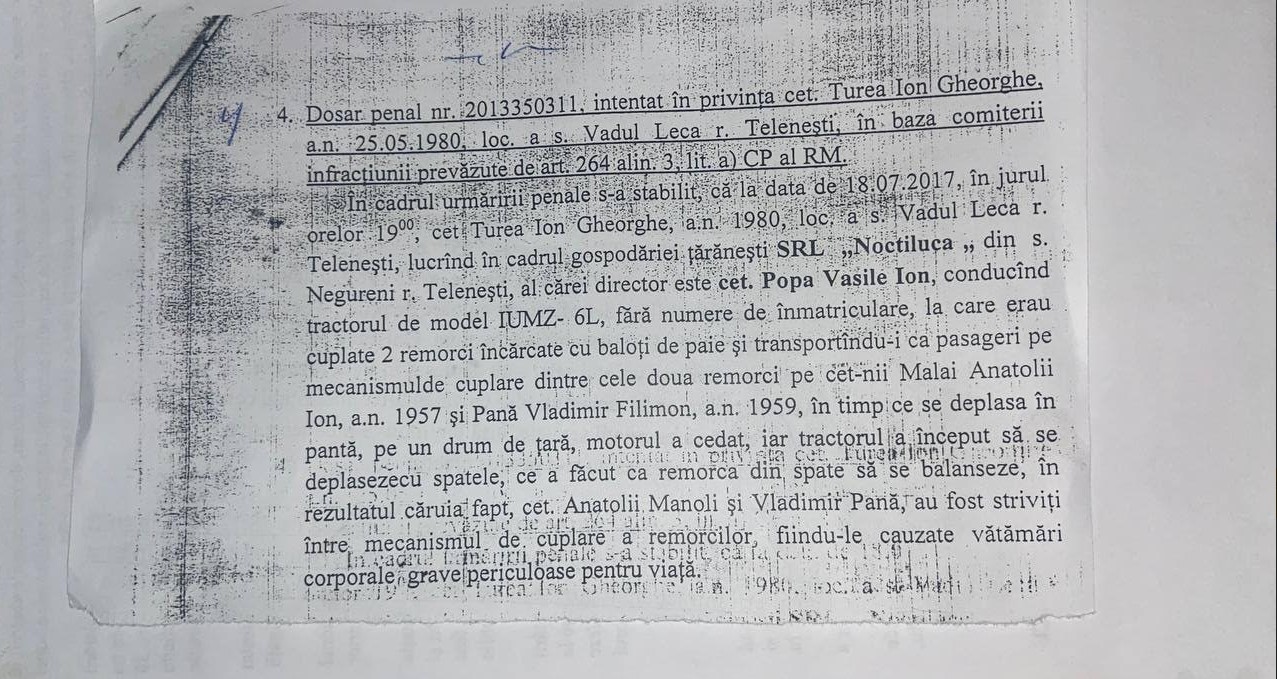 4. Dosar penal nr. 2013350311, intentat în privința cet. Turea Ion Gheorghe,
a.n. 25.05.1980, loc. a s. Vadul Leca r. Telenești, în baza comiterii
infracțiunii prevăzute de art. 264 alin. 3, lit. a) CP al RM.
În cadrul urmăririi penale s-a stabilit, că la data de 18.07.2017, în jurul
orelor 19⁰⁰, cet. Turea Ion Gheorghe, a.n. 1980, loc. a s. Vadul Leca r.
Telenești, lucrînd în cadrul gospodăriei țărănești SRL „Noctiluca „ din s.
Negureni r. Telenești, al cărei director este cet. Popa Vasile Ion, conducînd
tractorul de model IUMZ- 6L, fără numere de înmatriculare, la care erau
cuplate 2 remorci încărcate cu baloți de paie și transportîndu-i ca pasageri pe
mecanismulde cuplare dintre cele doua remorci pe cet-nii Malai Anatolii
Ion, a.n. 1957 și Pană Vladimir Filimon, a.n. 1959, în timp ce se deplasa în
pantă, pe un drum de țară, motorul a cedat, iar tractorul a început să se
deplasezecu spatele, ce a făcut ca remorca din spate să se balanseze, în
rezultatul căruia fapt, cet. Anatolii Manoli și Vladimir Pană, au fost striviți
între mecanismul de cuplare a remorcilor, fiindu-le cauzate vătămări
corporale grave periculoase pentru viață.